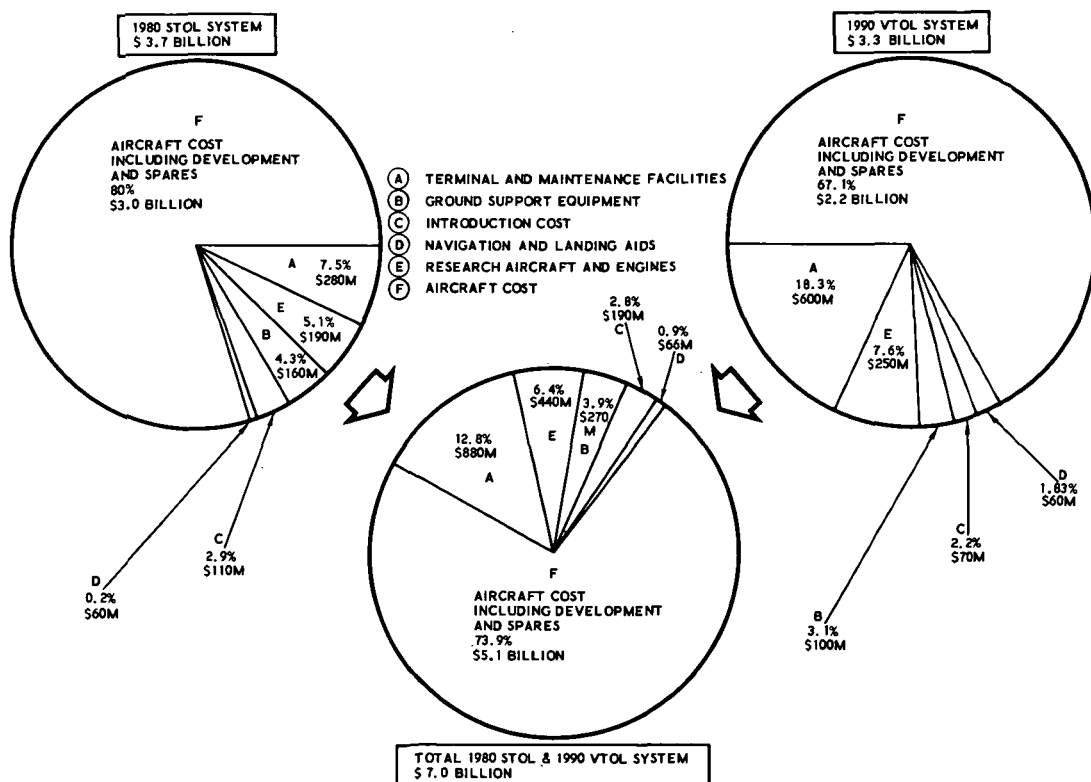 1980 STOL SYSTEM
$ 3.7 BILLION
F
AIRCRAFT COST
INCLUDING DEVELOPMENT
AND SPARES
80%
$3.0 BILLION
A 7.5%
$280M
E
5.1%
$190M
B
4.3%
$160M
C
2.9%
$110M
D
0.2%
$60M
A TERMINAL AND MAINTENANCE FACILITIES
B GROUND SUPPORT EQUIPMENT
C INTRODUCTION COST
D NAVIGATION AND LANDING AIDS
E RESEARCH AIRCRAFT AND ENGINES
F AIRCRAFT COST
1990 VTOL SYSTEM
$ 3.3 BILLION
F
AIRCRAFT COST
INCLUDING DEVELOPMENT
AND SPARES
67.1%
$2.2 BILLION
A
18.3%
$600M
E
7.6%
$250M
B
3.1%
$100M
C
2.2%
$70M
D
1.83%
$60M
2.8%
$190M
C
0.9%
$66M
D
6.4%
$440M
E
3.9%
$270
M
B
12.8%
$880M
A
F
AIRCRAFT COST
INCLUDING DEVELOPMENT
AND SPARES
73.9%
$5.1 BILLION
TOTAL 1980 STOL & 1990 VTOL SYSTEM
$ 7.0 BILLION